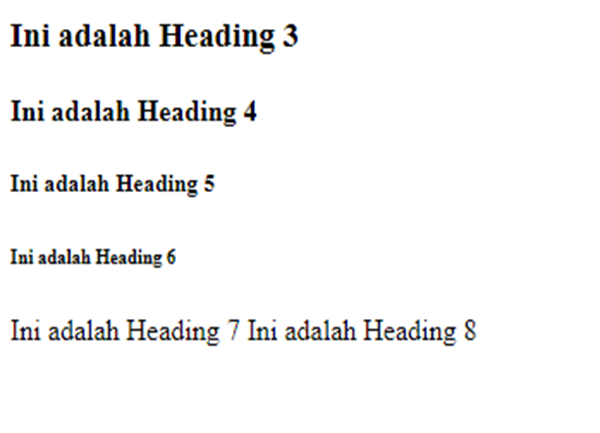 Ini adalah Heading 3
Ini adalah Heading 4
Ini adalah Heading 5
Ini adalah Heading 6
Ini adalah Heading 7 Ini adalah Heading 8